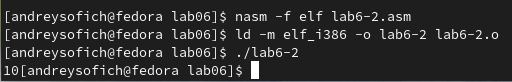 [andreysofich@fedora lab06]$ nasm -f elf lab6-2.asm
[andreysofich@fedora lab06]$ ld -m elf_i386 -o lab6-2 lab6-2.o
[andreysofich@fedora lab06]$ ./lab6-2
10[andreysofich@fedora lab06]$